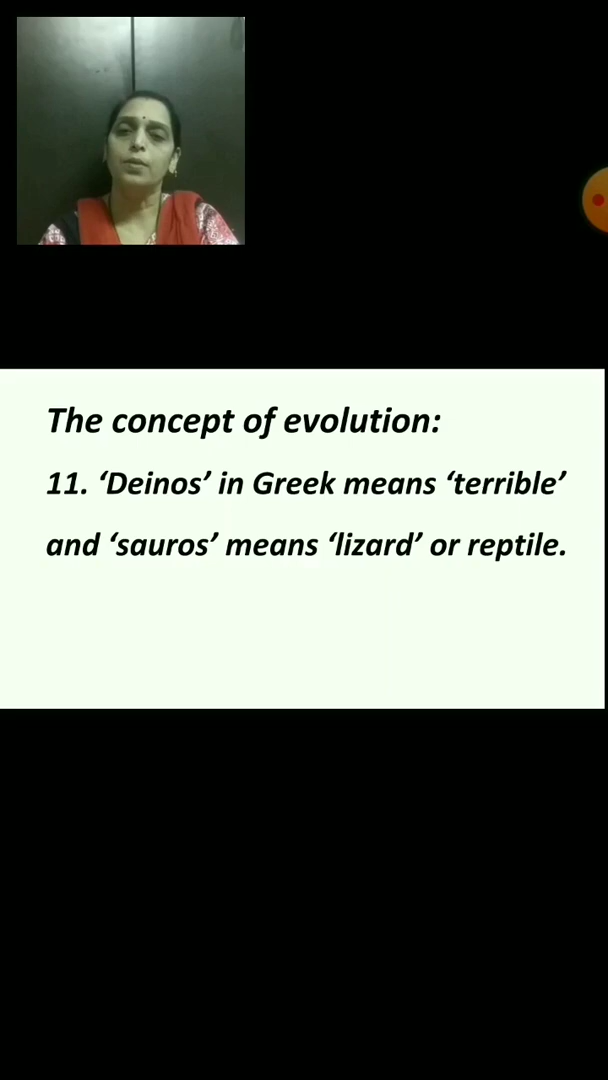 The concept of evolution:
11. ‘Deinos’ in Greek means ‘terrible’
and ‘sauros’ means ‘lizard’ or reptile.